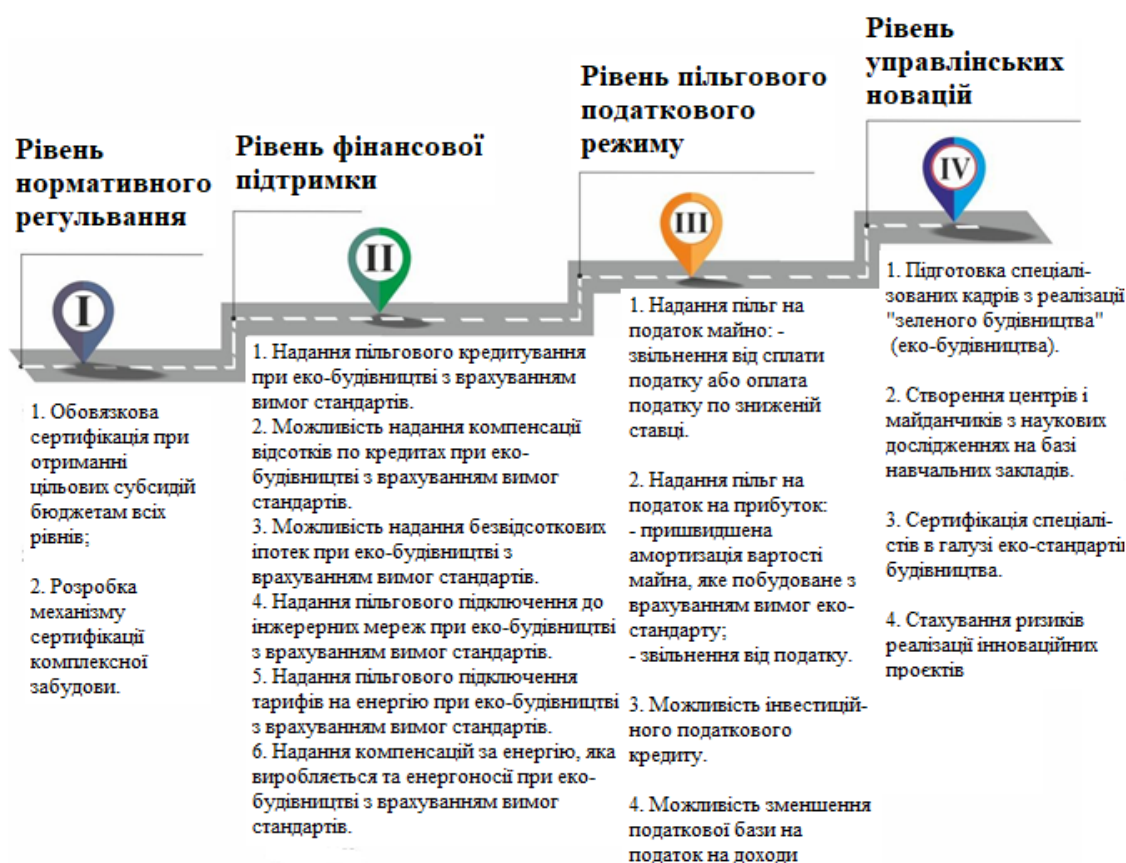 Рівень
нормативного
регульвання
I
1. Обовязкова
сертифікація при
отриманні
цільових субсидій
бюджетам всіх
рівнів;
2. Розробка
механізму
сертифікації
комплексної
забудови.
Рівень фінансової
підтримки
II
1. Надання пільгового кредитування
при еко-будівництві з врахуванням
вимог стандартів.
2. Можливість надання компенсації
відсотків по кредитах при еко-
будівництві з врахуванням вимог
стандартів.
3. Можливість надання безвідсоткових
іпотек при еко-будівництві з
врахуванням вимог стандартів.
4. Надання пільгового підключення до
інжерерних мереж при еко-будівництві
з врахуванням вимог стандартів.
5. Надання пільгового підключення
тарифів на енергію при еко-будівництві
з врахуванням вимог стандартів.
6. Надання компенсацій за енергію, яка
виробляється та енергоносії при еко-
будівництві з врахуванням вимог
стандартів.
Рівень пільгового
податкового
режиму
III
1. Надання пільг на
податок майно: -
звільнення від сплати
податку або оплата
податку по зниженій
ставці.
2. Надання пільг на
податок на прибуток:
- пришвидшена
амортизація вартості
майна, яке побудоване з
врахуванням вимог еко-
стандарту;
- звільнення від податку.
3. Можливість інвестицій-
ного податкового
кредиту.
4. Можливість зменшення
податкової бази на
податок на доходи
Рівень
управлінських
новацій
IV
1. Підготовка спеціалі-
зованих кадрів з реалізації
"зеленого будівництва"
(еко-будівництва).
2. Створення центрів і
майданчиків з наукових
дослідженнях на базі
навчальних закладів.
3. Сертифікація спеціалі-
стів в галузі еко-стандартів
будівництва.
4. Стахування ризиків
реалізації інноваційних
проєктів